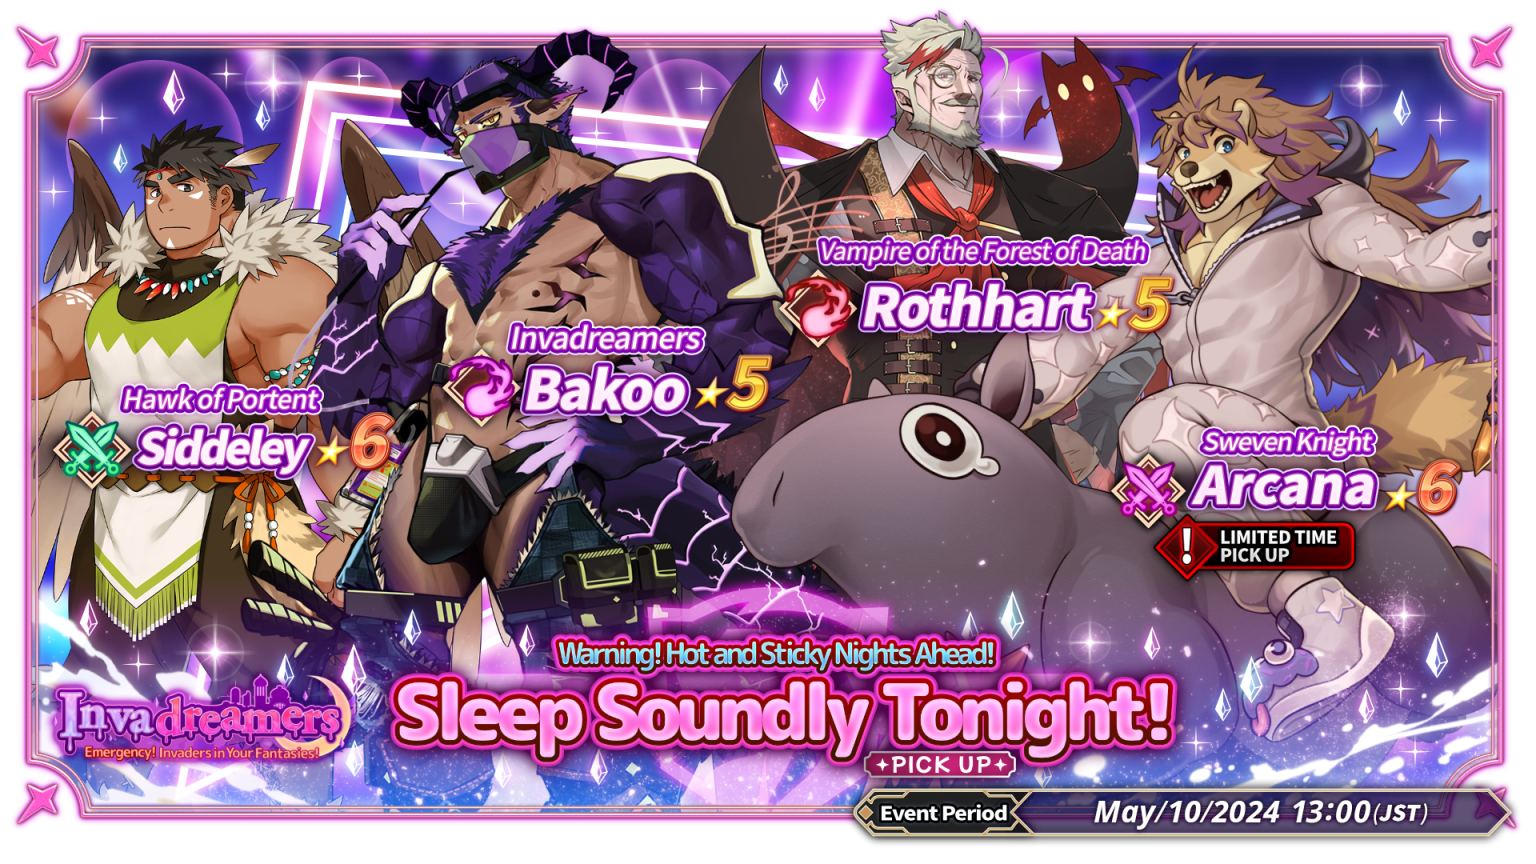 Vampire of the Forest of Death
Rothhart ★5
Invadreamers
Bakoo ★5
Hawk of Portent
Siddeley ★6
Sweven Knight
Arcana ★6
! LIMITED TIME
PICK UP
Warning! Hot and Sticky Nights Ahead!
Sleep Soundly Tonight!
PICK UP
Invadreamers
Emergency! Invaders in Your Fantasies!
Event Period May/10/2024 13:00(JST)